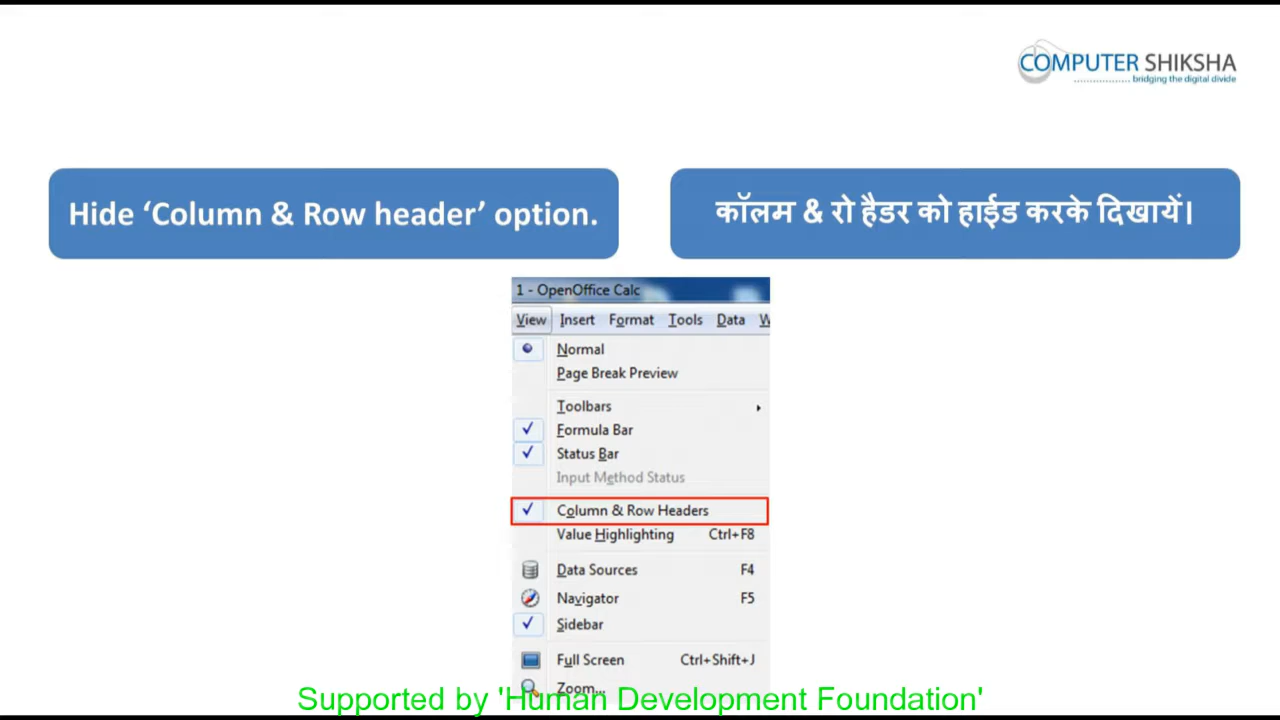 COMPUTER SHIKSHA
bridging the digital divide
Hide ‘Column & Row header’ option.
कॉलम & रो हैडर को हाईड करके दिखायें।
1 - OpenOffice Calc
View Insert Format Tools Data W
Normal
Page Break Preview
Toolbars
Formula Bar
Status Bar
Input Method Status
Column & Row Headers
Value Highlighting Ctrl+F8
Data Sources F4
Navigator F5
Sidebar
Full Screen Ctrl+Shift+J
Zoom...
Supported by 'Human Development Foundation'